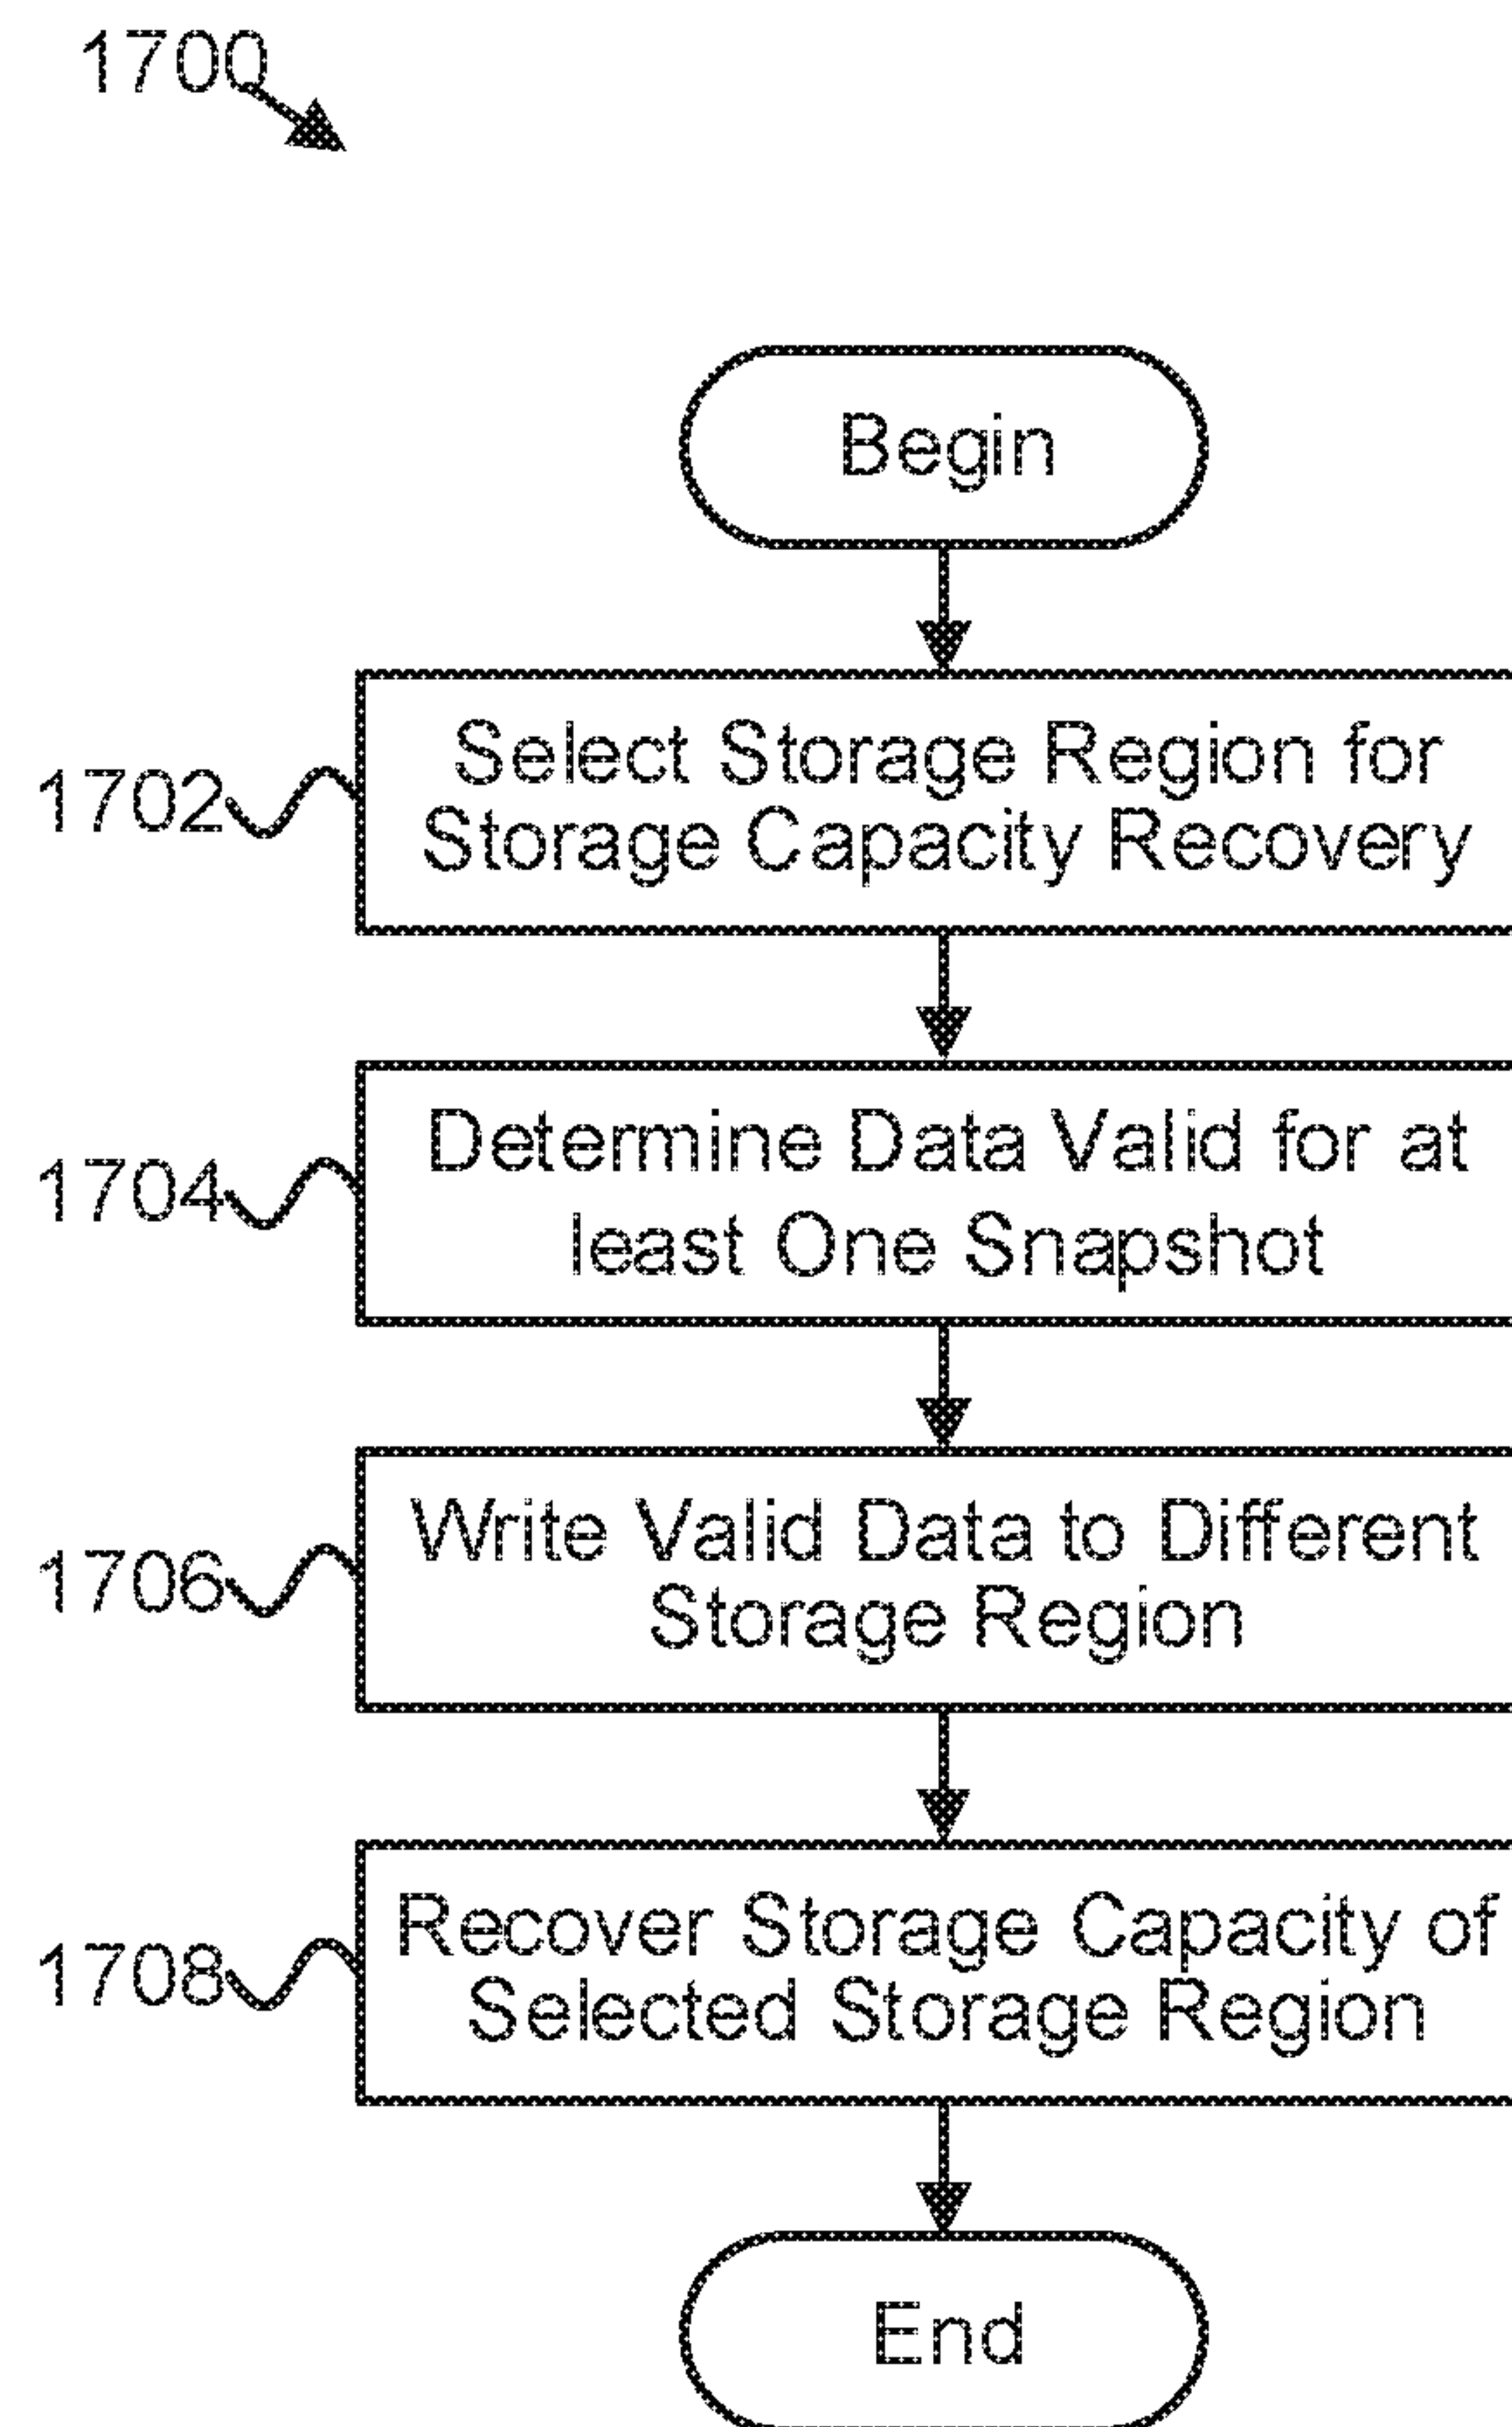 1700
Begin
1702
Select Storage Region for
Storage Capacity Recovery
1704
Determine Data Valid for at
least One Snapshot
1706
Write Valid Data to Different
Storage Region
1708
Recover Storage Capacity of
Selected Storage Region
End